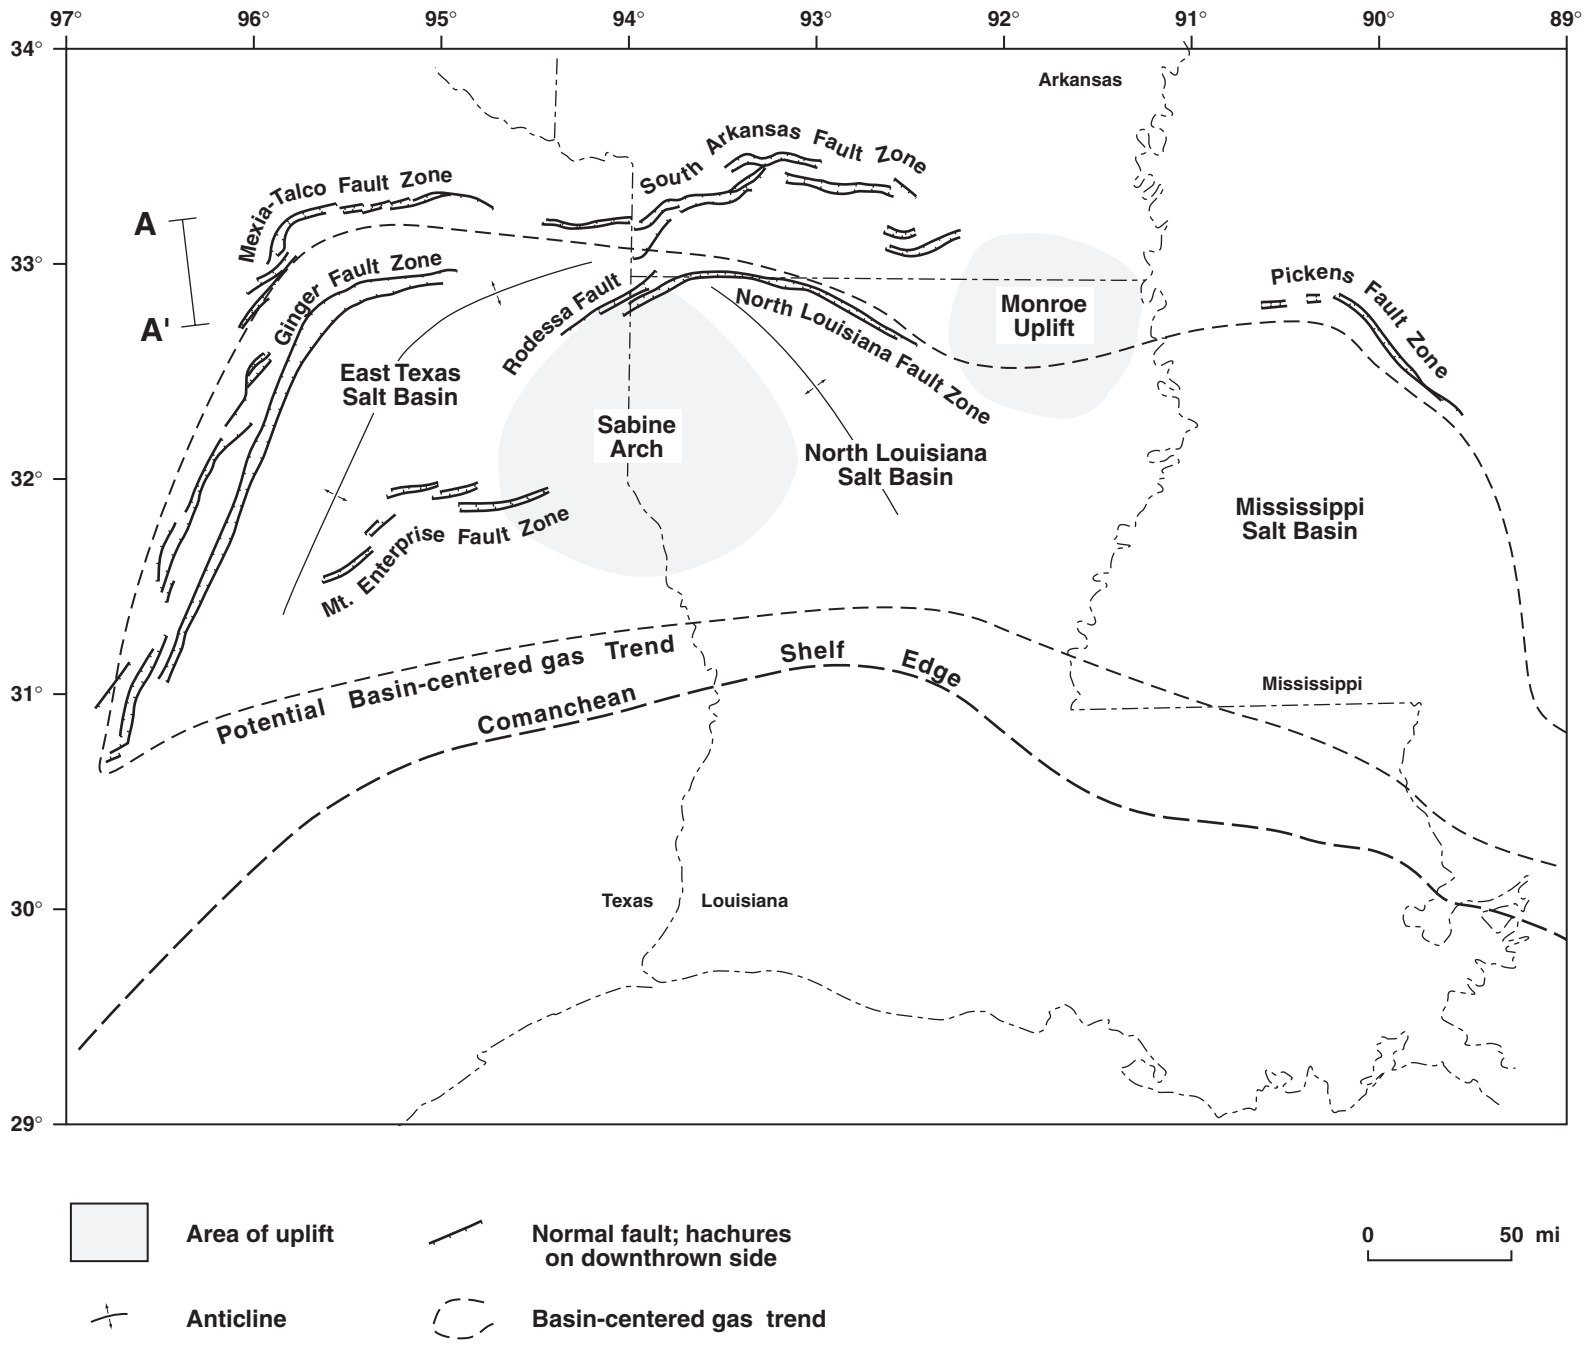 97° 96° 95° 94° 93° 92° 91° 90° 89°
34°
33°
32°
31°
30°
29°
Arkansas
South Arkansas Fault Zone
Mexia-Talco Fault Zone
A
A'
Ginger Fault Zone
Rodessa Fault
North Louisiana Fault Zone
Monroe
Uplift
Pickens Fault Zone
East Texas
Salt Basin
Sabine
Arch
North Louisiana
Salt Basin
Mississippi
Salt Basin
Mt. Enterprise Fault Zone
Potential Basin-centered gas Trend
Comanchean Shelf Edge
Mississippi
Texas
Louisiana
Area of uplift
Normal fault; hachures
on downthrown side
0 50 mi
Anticline
Basin-centered gas trend